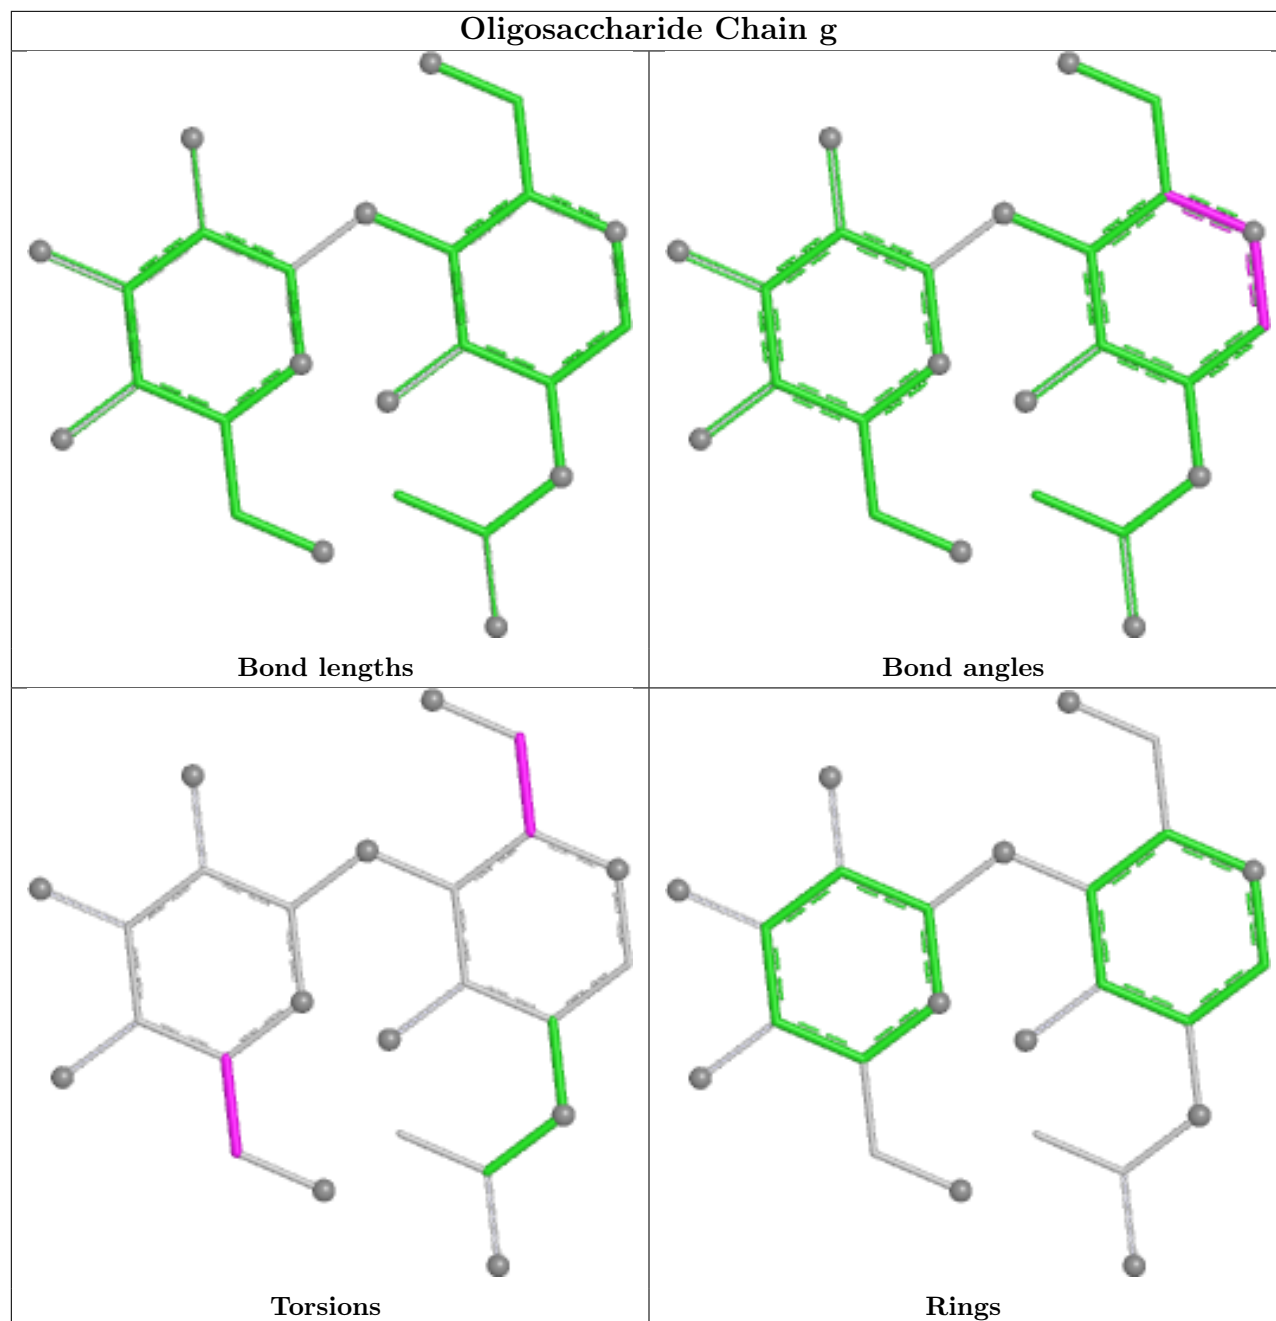 Oligosaccharide Chain g
Bond lengths
Bond angles
Torsions
Rings